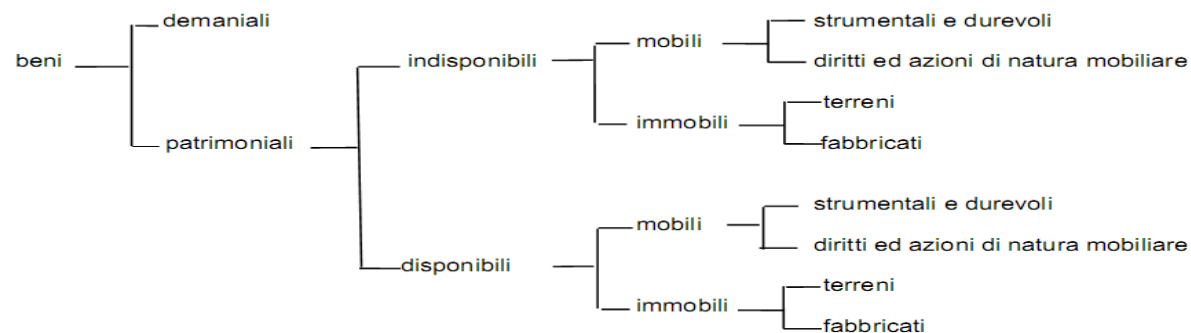 demaniali
strumentali e durevoli
mobili
beni
indisponibili
diritti ed azioni di natura mobiliare
terreni
immobili
patrimoniali
fabbricati
strumentali e durevoli
mobili
diritti ed azioni di natura mobiliare
disponibili
terreni
immobili
fabbricati